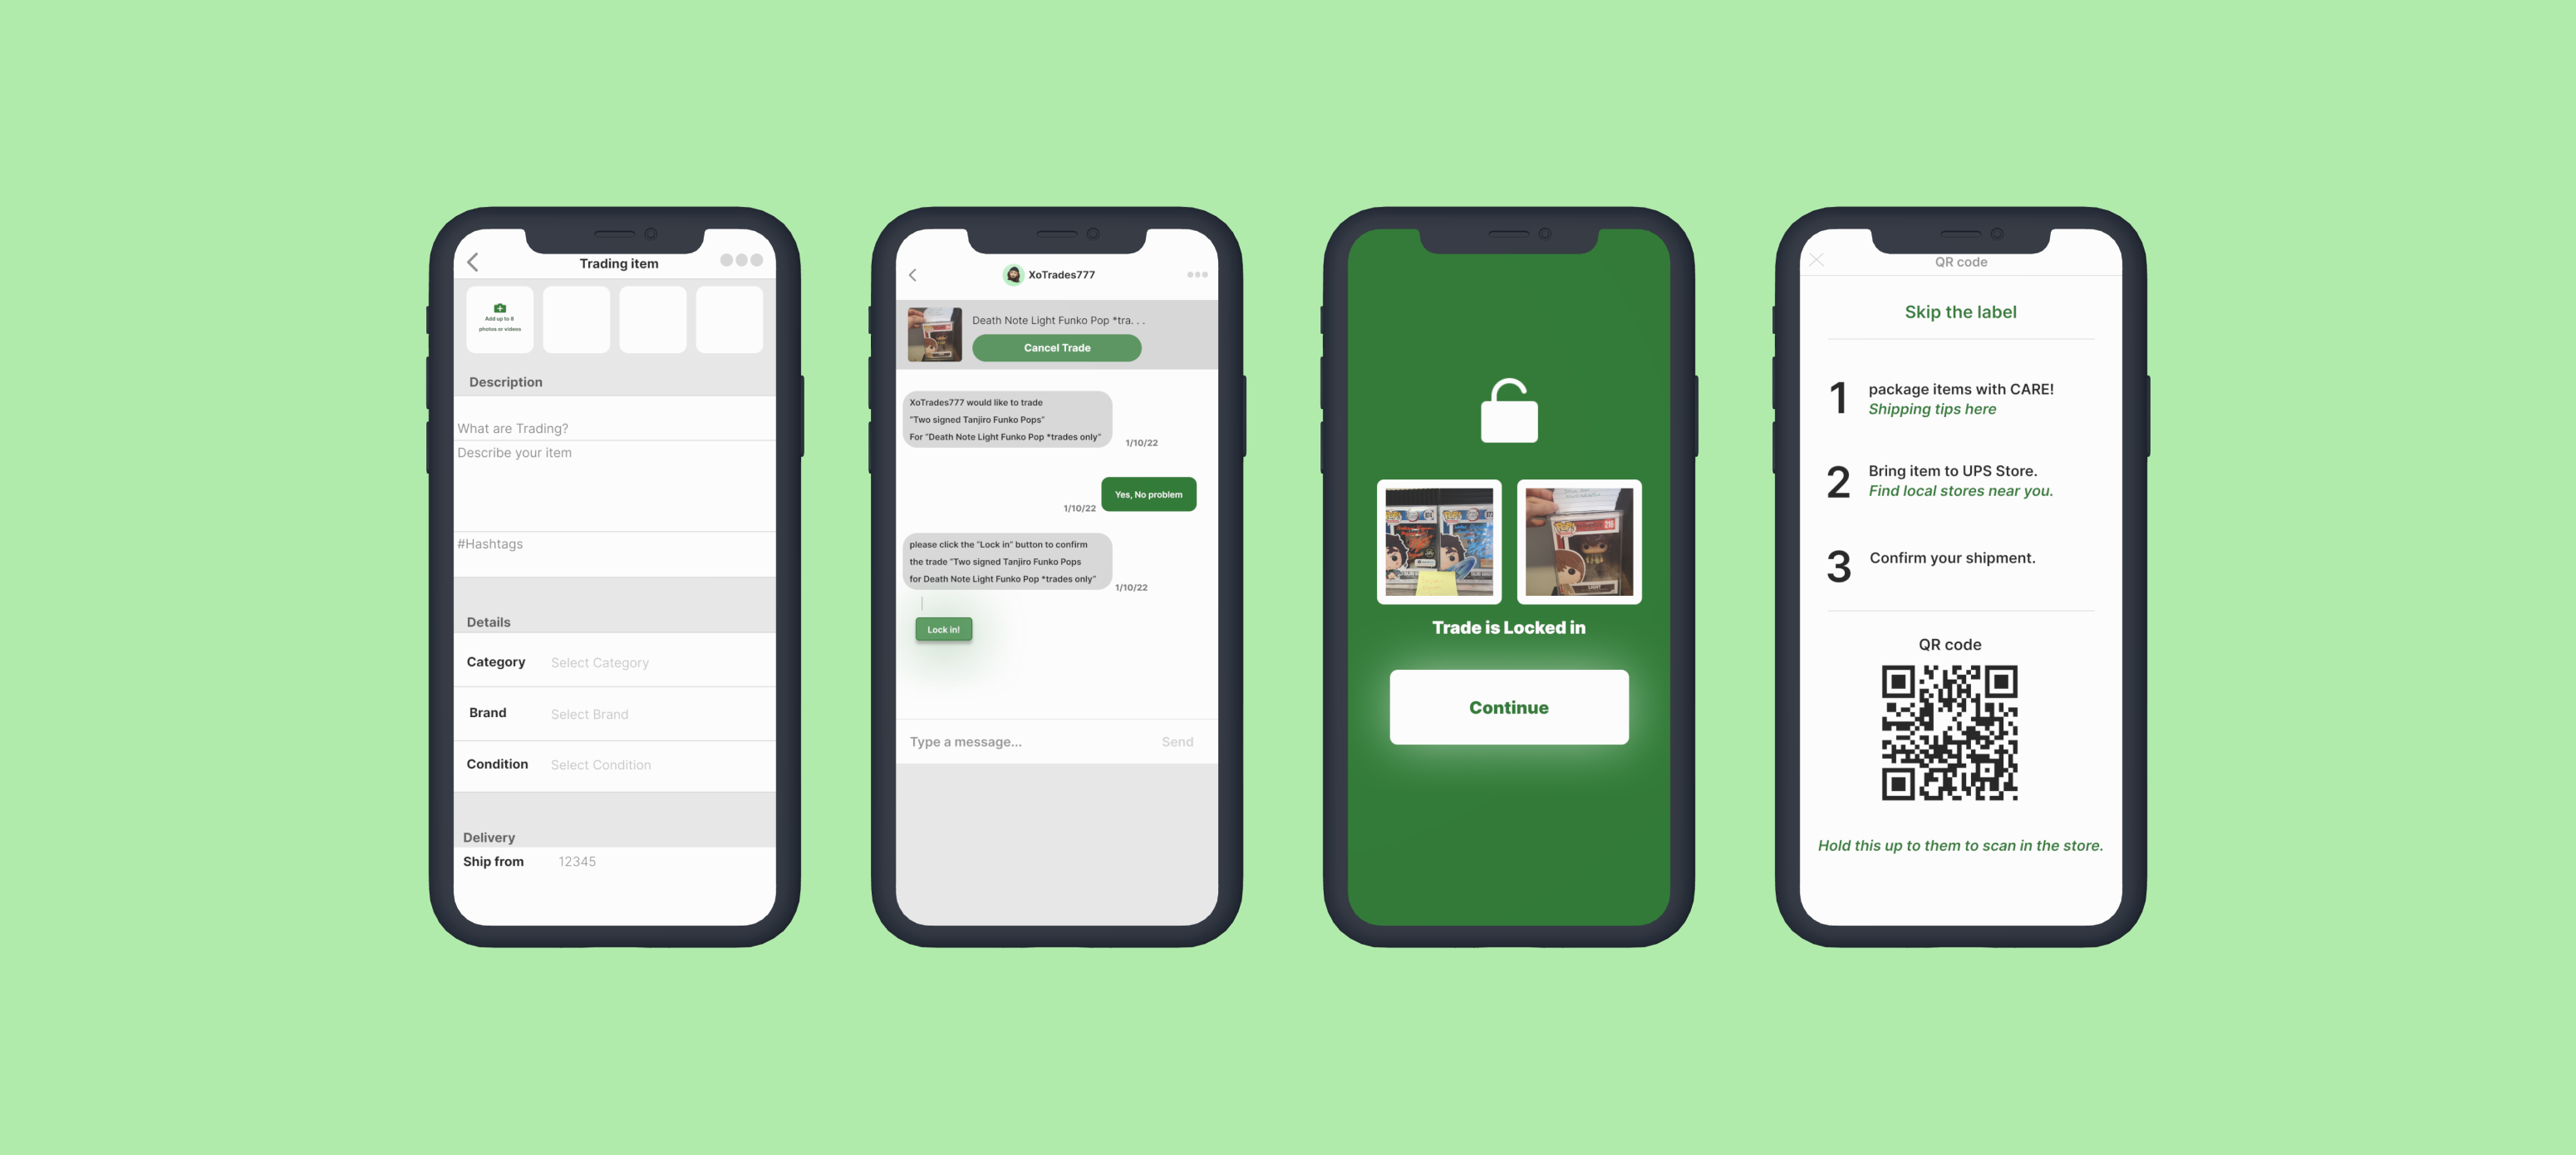 Trading item
Add up to 8
photos or videos
Description
What are Trading?
Describe your item
#Hashtags
Details
Category Select Category
Brand Select Brand
Condition Select Condition
Delivery
Ship from 12345
XoTrades777
Death Note Light Funko Pop *tra. . .
Cancel Trade
XoTrades777 would like to trade
"Two signed Tanjiro Funko Pops"
For "Death Note Light Funko Pop *trades only"
1/10/22
Yes, No problem
1/10/22
please click the "Lock in" button to confirm
the trade "Two signed Tanjiro Funko Pops
for Death Note Light Funko Pop *trades only"
1/10/22
Lock in!
Type a message... Send
216
LIGHT
Trade is Locked in
Continue
QR code
Skip the label
1 package items with CARE!
Shipping tips here
2 Bring item to UPS Store.
Find local stores near you.
3 Confirm your shipment.
QR code
Hold this up to them to scan in the store.